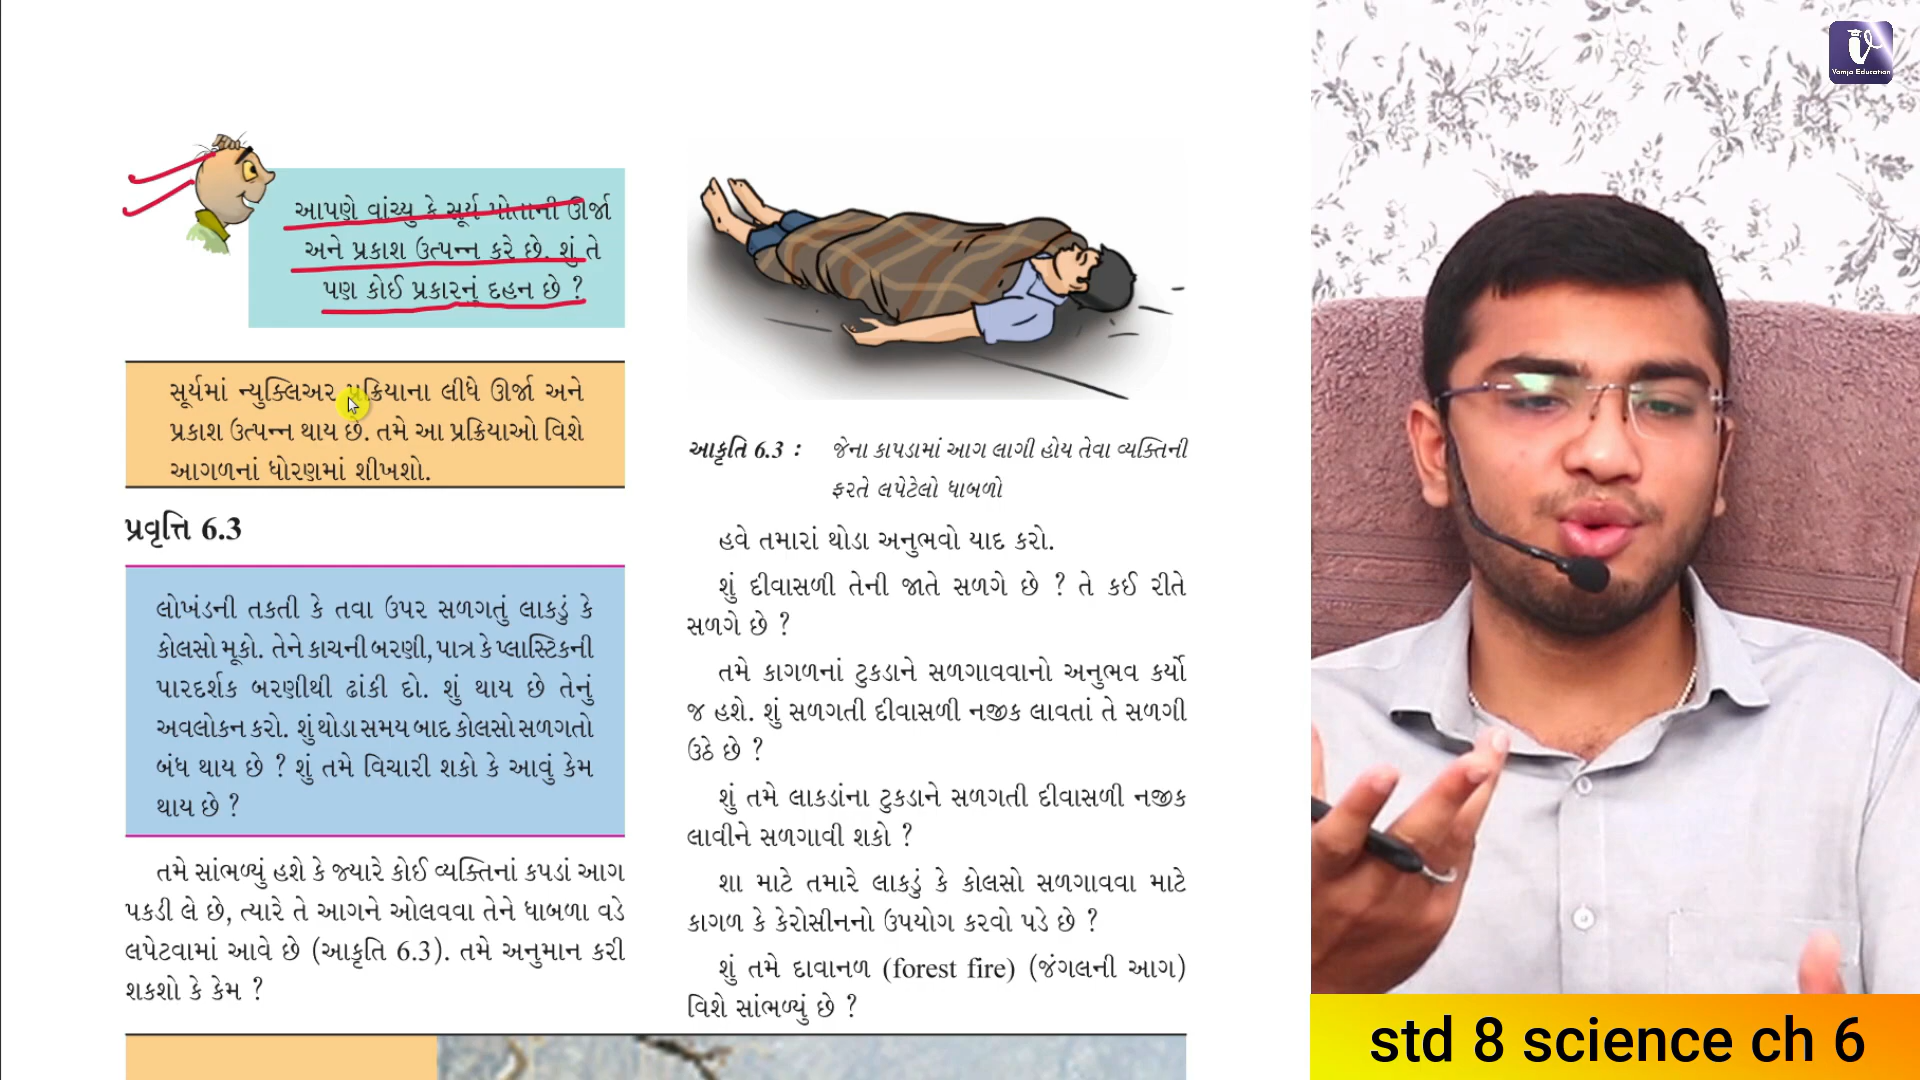 આપણે વાંચ્યુ કે સૂર્ય પોતાની ઊર્જા
અને પ્રકાશ ઉત્પન્ન કરે છે. શું તે
પણ કોઈ પ્રકારનું દહન છે ?
સૂર્યમાં ન્યુક્લિઅર પ્રક્રિયાના લીધે ઊર્જા અને
પ્રકાશ ઉત્પન્ન થાય છે. તમે આ પ્રક્રિયાઓ વિશે
આગળનાં ધોરણમાં શીખશો.
પ્રવૃત્તિ 6.3
લોખંડની તકતી કે તવા ઉપર સળગતું લાકડું કે
કોલસો મૂકો. તેને કાચની બરણી, પાત્ર કે પ્લાસ્ટિકની
પારદર્શક બરણીથી ઢાંકી દો. શું થાય છે તેનું
અવલોકન કરો. શું થોડા સમય બાદ કોલસો સળગતો
બંધ થાય છે ? શું તમે વિચારી શકો કે આવું કેમ
થાય છે ?
તમે સાંભળ્યું હશે કે જ્યારે કોઈ વ્યક્તિનાં કપડાં આગ
પકડી લે છે, ત્યારે તે આગને ઓલવવા તેને ધાબળા વડે
લપેટવામાં આવે છે (આકૃતિ 6.3). તમે અનુમાન કરી
શકશો કે કેમ ?
આકૃતિ 6.3 : જેના કાપડામાં આગ લાગી હોય તેવા વ્યક્તિની
ફરતે લપેટેલો ધાબળો
હવે તમારાં થોડા અનુભવો યાદ કરો.
શું દીવાસળી તેની જાતે સળગે છે ? તે કઈ રીતે
સળગે છે ?
તમે કાગળનાં ટુકડાને સળગાવવાનો અનુભવ કર્યો
જ હશે. શું સળગતી દીવાસળી નજીક લાવતાં તે સળગી
ઉઠે છે ?
શું તમે લાકડાંના ટુકડાને સળગતી દીવાસળી નજીક
લાવીને સળગાવી શકો ?
શા માટે તમારે લાકડું કે કોલસો સળગાવવા માટે
કાગળ કે કેરોસીનનો ઉપયોગ કરવો પડે છે ?
શું તમે દાવાનળ (forest fire) (જંગલની આગ)
વિશે સાંભળ્યું છે ?
Vamja Education
std 8 science ch 6